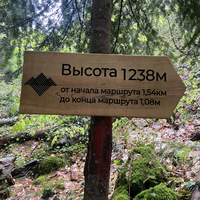 Высота 1238м
от начала маршрута 1,54км
до конца маршрута 1,08м